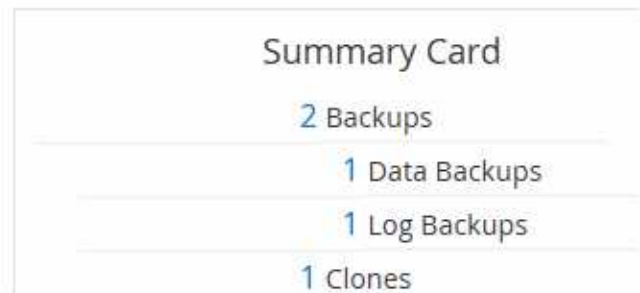 Summary Card
2 Backups
1 Data Backups
1 Log Backups
1 Clones